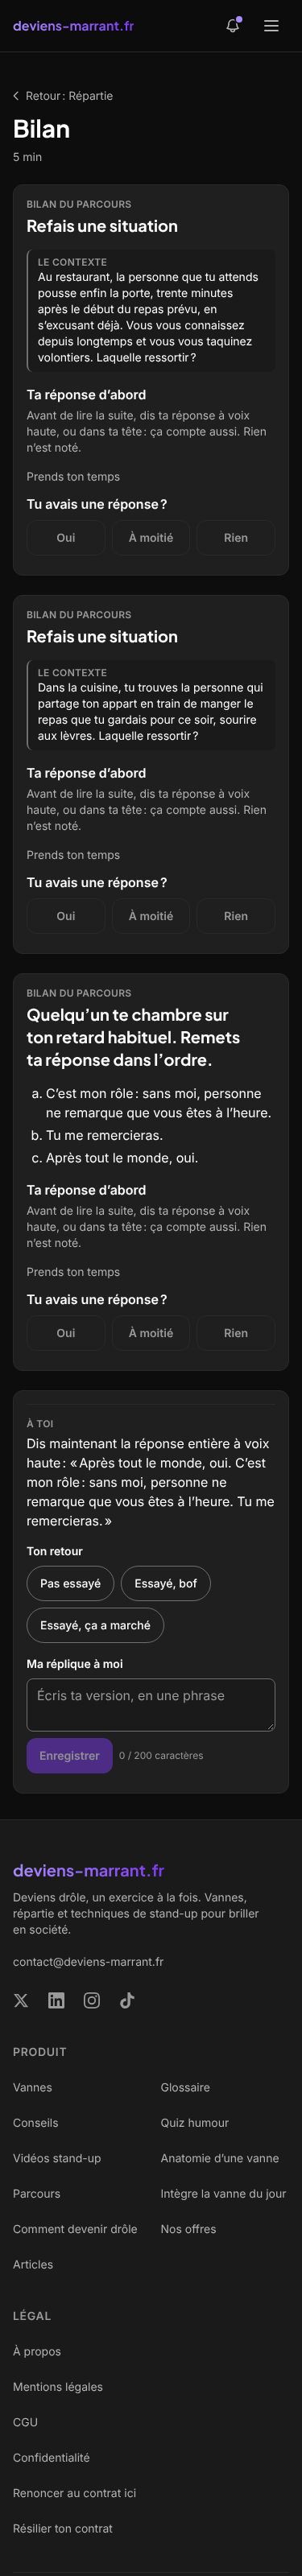 deviens-marrant.fr
Retour : Répartie
Bilan
5 min
BILAN DU PARCOURS
Refais une situation
LE CONTEXTE
Au restaurant, la personne que tu attends
pousse enfin la porte, trente minutes
après le début du repas prévu, en
s’excusant déjà. Vous vous connaissez
depuis longtemps et vous vous taquinez
volontiers. Laquelle ressortir ?
Ta réponse d’abord
Avant de lire la suite, dis ta réponse à voix
haute, ou dans ta tête : ça compte aussi. Rien
n’est noté.
Prends ton temps
Tu avais une réponse ?
Oui
À moitié
Rien
BILAN DU PARCOURS
Refais une situation
LE CONTEXTE
Dans la cuisine, tu trouves la personne qui
partage ton appart en train de manger le
repas que tu gardais pour ce soir, sourire
aux lèvres. Laquelle ressortir ?
Ta réponse d’abord
Avant de lire la suite, dis ta réponse à voix
haute, ou dans ta tête : ça compte aussi. Rien
n’est noté.
Prends ton temps
Tu avais une réponse ?
Oui
À moitié
Rien
BILAN DU PARCOURS
Quelqu’un te chambre sur
ton retard habituel. Remets
ta réponse dans l’ordre.
a. C’est mon rôle : sans moi, personne
ne remarque que vous êtes à l’heure.
b. Tu me remercieras.
c. Après tout le monde, oui.
Ta réponse d’abord
Avant de lire la suite, dis ta réponse à voix
haute, ou dans ta tête : ça compte aussi. Rien
n’est noté.
Prends ton temps
Tu avais une réponse ?
Oui
À moitié
Rien
À TOI
Dis maintenant la réponse entière à voix
haute : « Après tout le monde, oui. C’est
mon rôle : sans moi, personne ne
remarque que vous êtes à l’heure. Tu me
remercieras. »
Ton retour
Pas essayé
Essayé, bof
Essayé, ça a marché
Ma réplique à moi
Écris ta version, en une phrase
Enregistrer
0 / 200 caractères
deviens-marrant.fr
Deviens drôle, un exercice à la fois. Vannes,
répartie et techniques de stand-up pour briller
en société.
contact@deviens-marrant.fr
PRODUIT
Vannes
Glossaire
Conseils
Quiz humour
Vidéos stand-up
Anatomie d’une vanne
Parcours
Intègre la vanne du jour
Comment devenir drôle
Nos offres
Articles
LÉGAL
À propos
Mentions légales
CGU
Confidentialité
Renoncer au contrat ici
Résilier ton contrat